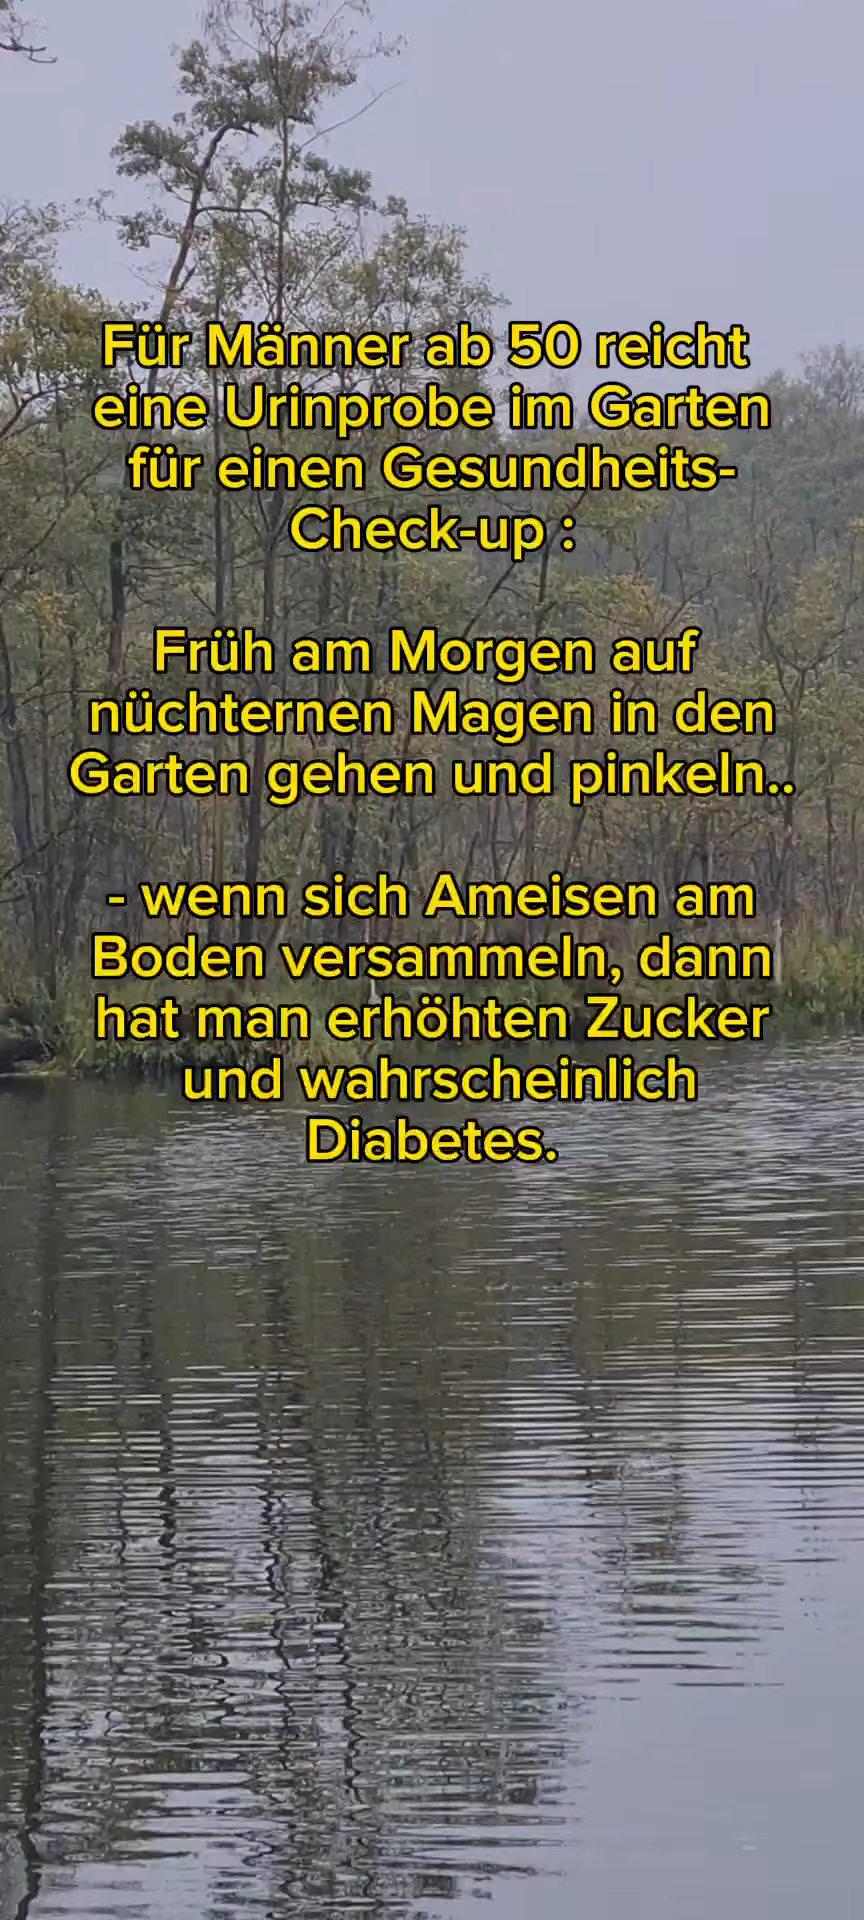 Für Männer ab 50 reicht
eine Urinprobe im Garten
für einen Gesundheits-
Check-up :
Früh am Morgen auf
nüchternen Magen in den
Garten gehen und pinkeln..
- wenn sich Ameisen am
Boden versammeln, dann
hat man erhöhten Zucker
und wahrscheinlich
Diabetes.